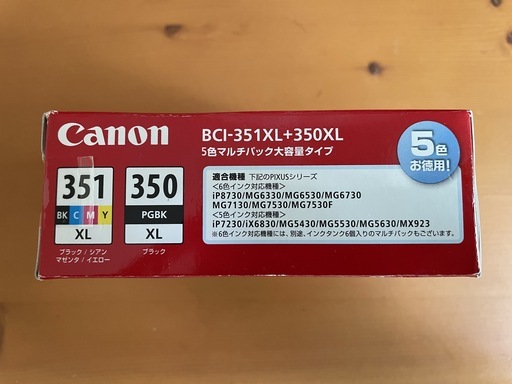 Canon
BCI-351XL+350XL
5色マルチパック大容量タイプ
5色
お徳用!
351
BK C M Y
XL
ブラック/シアン
マゼンタ/イエロー
350
PGBK
XL
ブラック
適合機種 下記のPIXUSシリーズ
<6色インク対応機種>
iP8730/MG6330/MG6530/MG6730
MG7130/MG7530/MG7530F
<5色インク対応機種>
iP7230/iX6830/MG5430/MG5530/MG5630/MX923
※6色インク対応機種には、別途、インクタンク6個入りのマルチパックもございます。